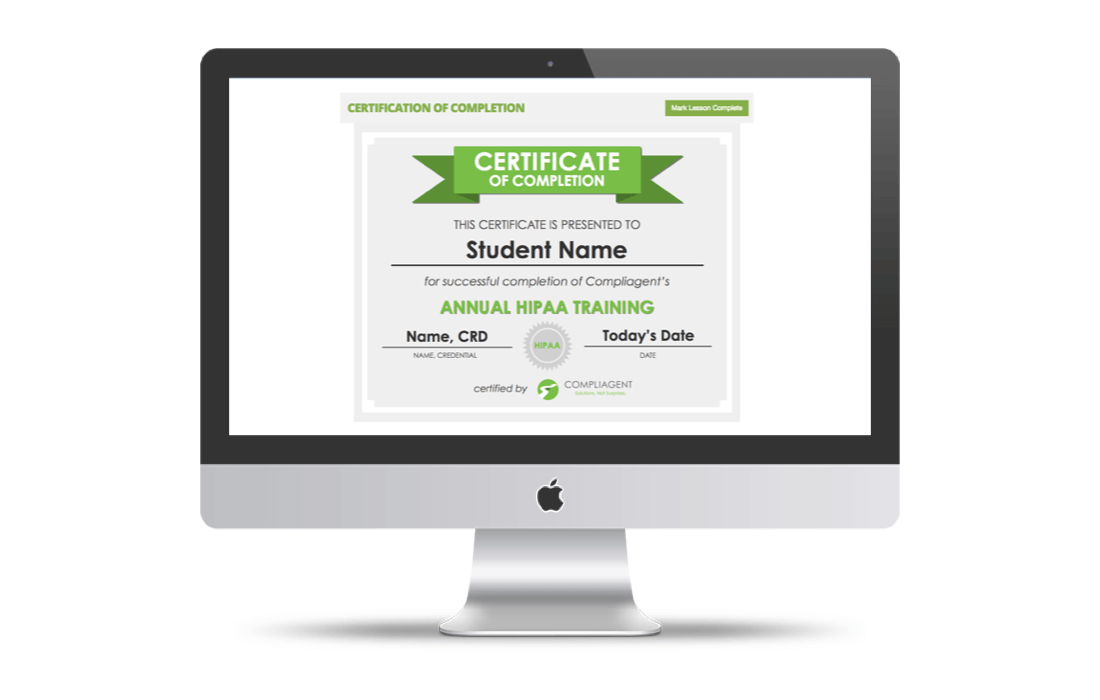 CERTIFICATION OF COMPLETION
Mark Lesson Complete
CERTIFICATE
OF COMPLETION
THIS CERTIFICATE IS PRESENTED TO
Student Name
for successful completion of Compliagent's
ANNUAL HIPAA TRAINING
Name, CRD
Today's Date
NAME, CREDENTIAL
HIPAA
DATE
certified by
COMPLIAGENT
Solutions, Not Surprises.